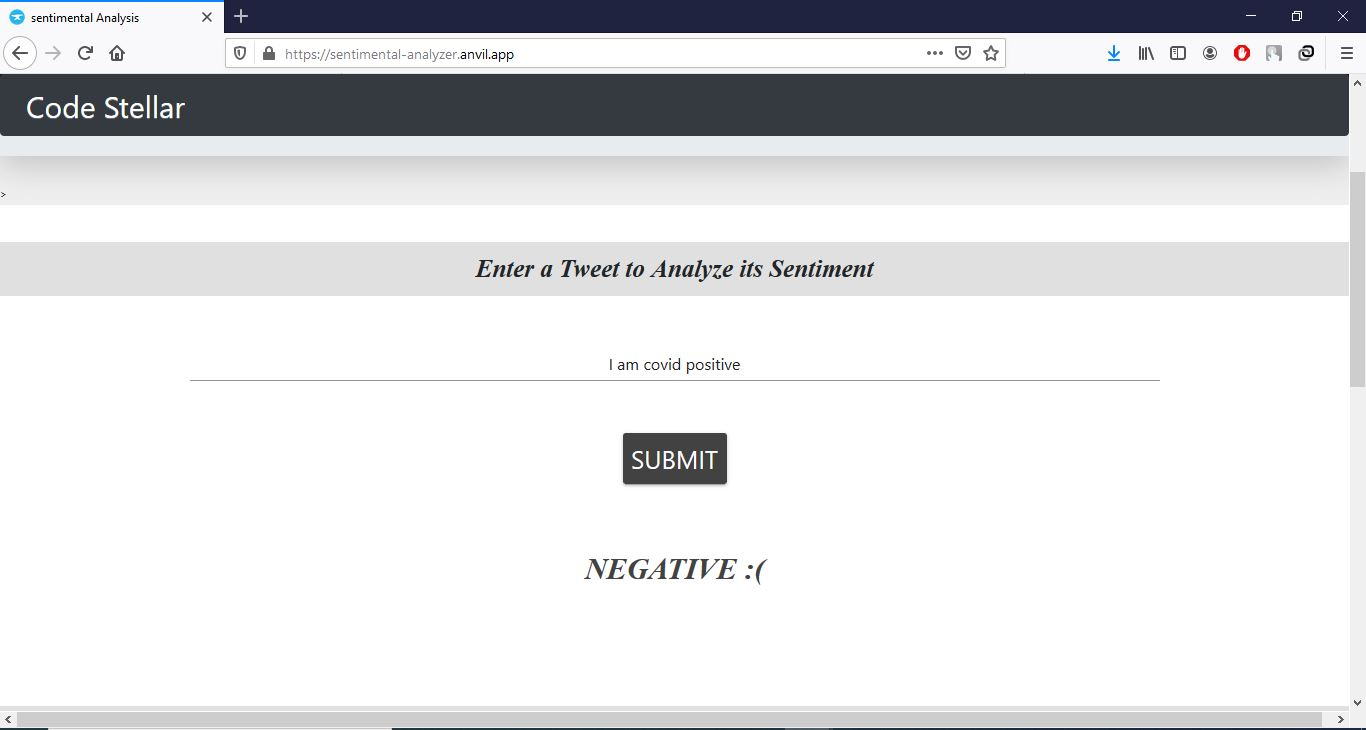 sentimental Analysis
https://sentimental-analyzer.anvil.app
Code Stellar
>
Enter a Tweet to Analyze its Sentiment
I am covid positive
SUBMIT
NEGATIVE :(